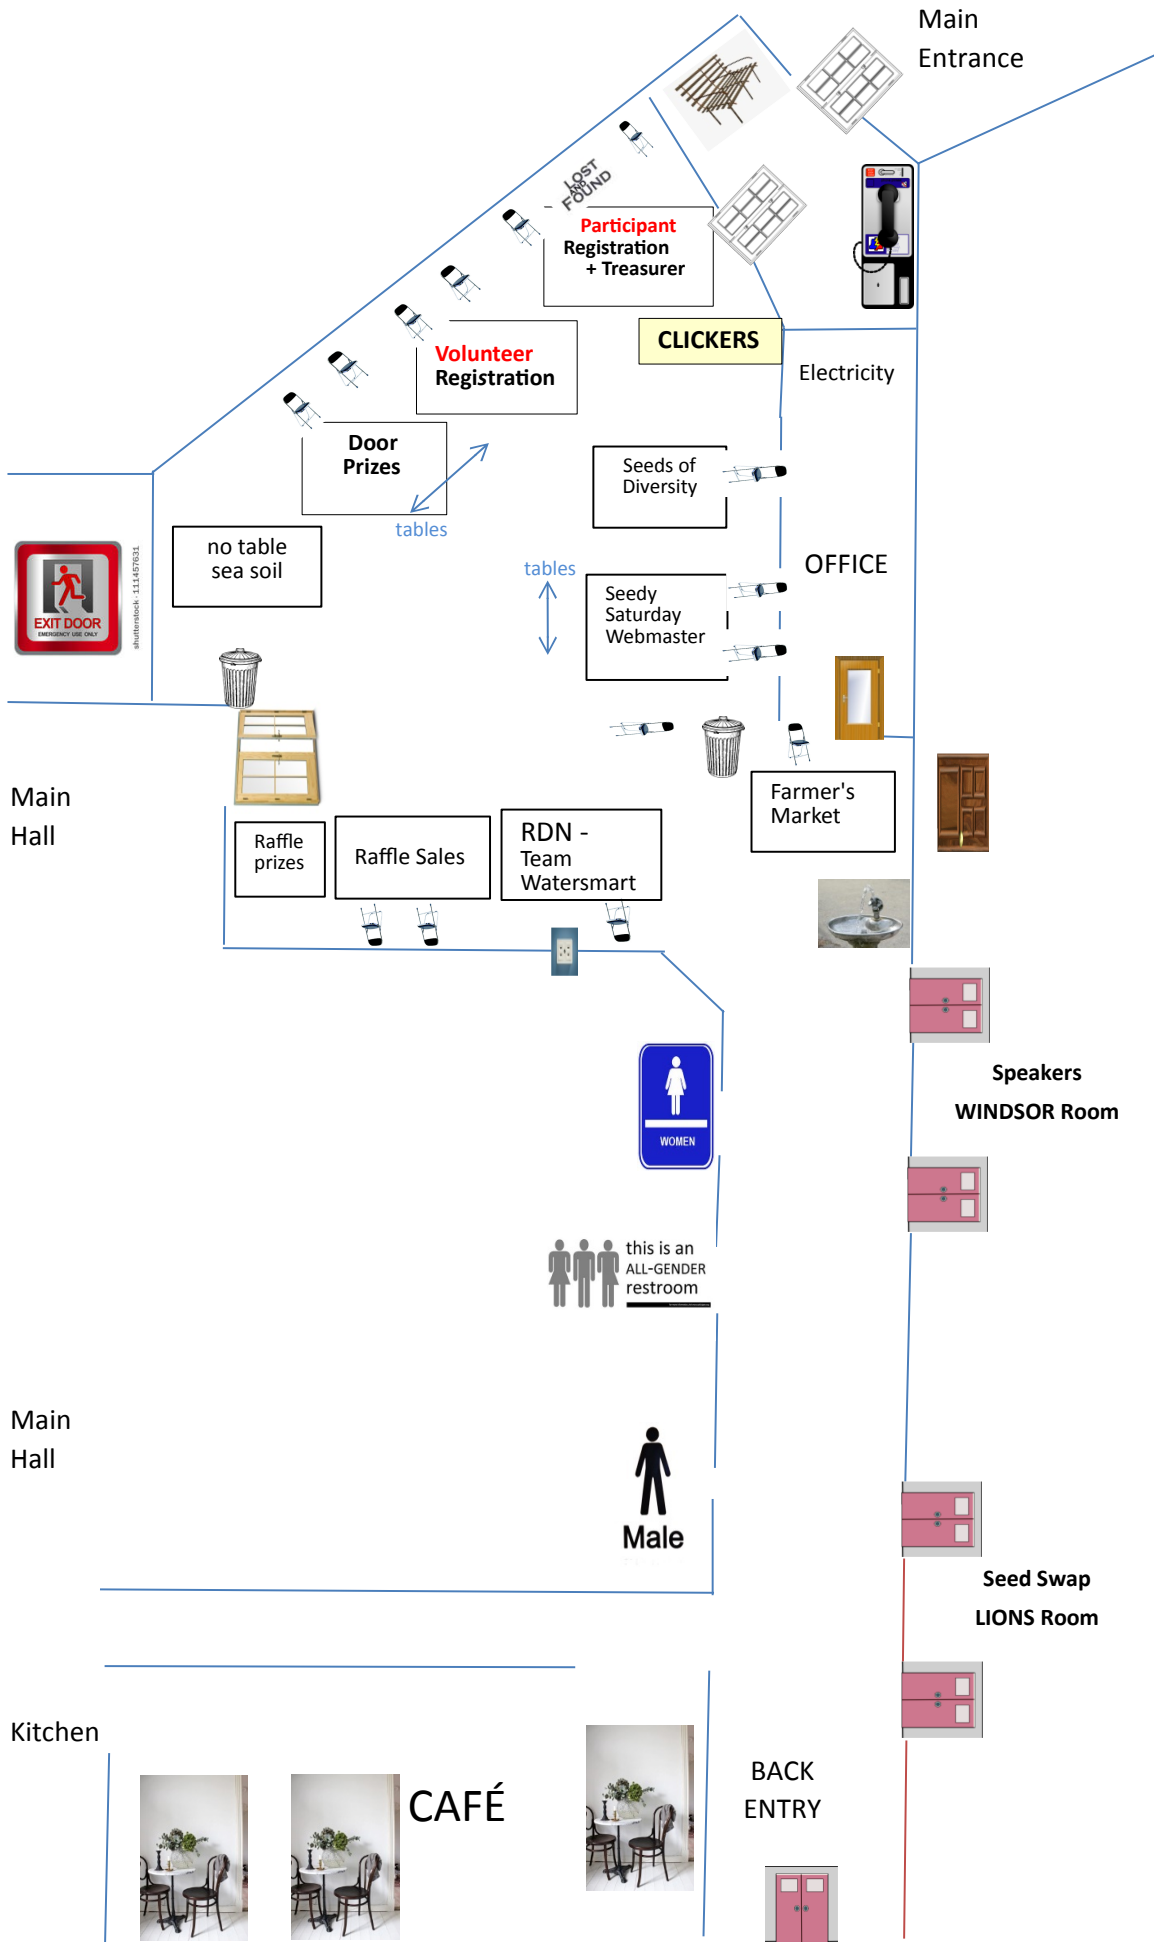 Main
Entrance
LOST
AND
FOUND
Participant
Registration
+ Treasurer
CLICKERS
Volunteer
Registration
Electricity
Door
Prizes
tables
Seeds of
Diversity
no table
sea soil
OFFICE
tables
Seedy
Saturday
Webmaster
EXIT DOOR
EMERGENCY USE ONLY
shutterstock · 111457631
Main
Hall
Farmer's
Market
Raffle
prizes
Raffle Sales
RDN -
Team
Watersmart
WOMEN
Speakers
WINDSOR Room
this is an
ALL-GENDER
restroom
Main
Hall
Male
Seed Swap
LIONS Room
Kitchen
CAFÉ
BACK
ENTRY